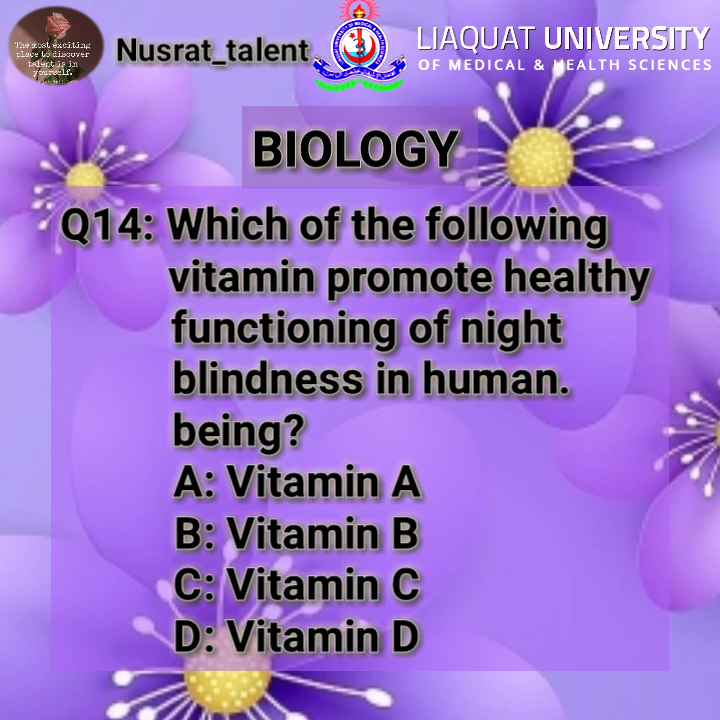 The most exciting
place to discover
talent is in
yourself.
Nusrat_talent
LIAQUAT UNIVERSITY
OF MEDICAL & HEALTH SCIENCES
BIOLOGY
Q14: Which of the following
vitamin promote healthy
functioning of night
blindness in human.
being?
A: Vitamin A
B: Vitamin B
C: Vitamin C
D: Vitamin D